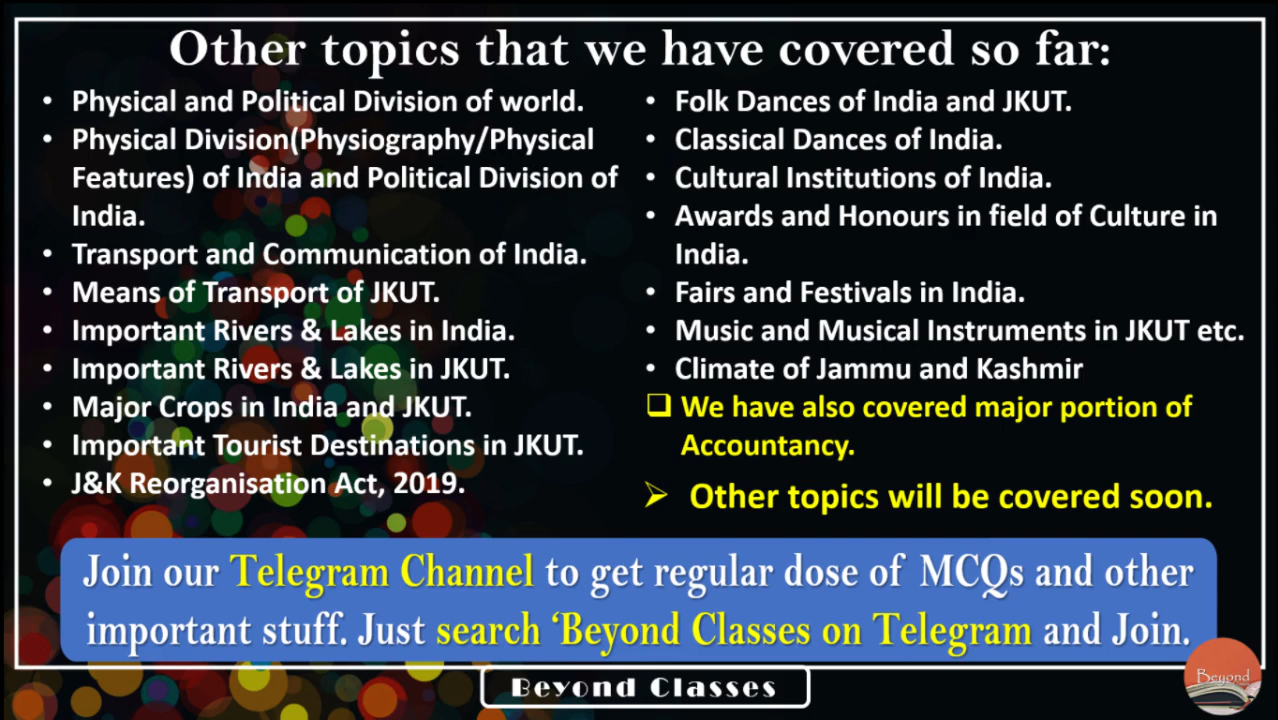 Other topics that we have covered so far:
• Physical and Political Division of world.
• Physical Division(Physiography/Physical
Features) of India and Political Division of
India.
• Transport and Communication of India.
• Means of Transport of JKUT.
• Important Rivers & Lakes in India.
• Important Rivers & Lakes in JKUT.
• Major Crops in India and JKUT.
• Important Tourist Destinations in JKUT.
• J&K Reorganisation Act, 2019.
• Folk Dances of India and JKUT.
• Classical Dances of India.
• Cultural Institutions of India.
• Awards and Honours in field of Culture in
India.
• Fairs and Festivals in India.
• Music and Musical Instruments in JKUT etc.
• Climate of Jammu and Kashmir
❑ We have also covered major portion of
Accountancy.
➢ Other topics will be covered soon.
Join our Telegram Channel to get regular dose of MCQs and other
important stuff. Just search ‘Beyond Classes on Telegram and Join.
Beyond Classes
Beyond